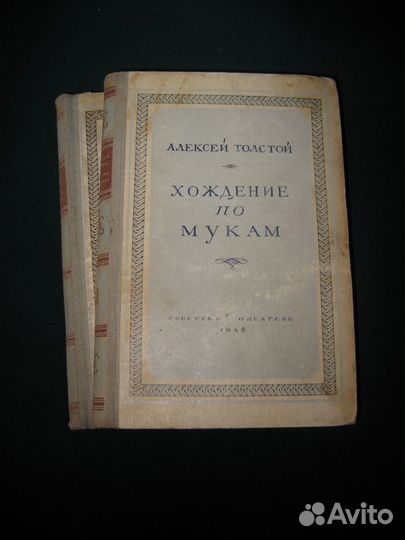 АЛЕКСЕЙ ТОЛСТОЙ
ХОЖДЕНИЕ
ПО
МУКАМ
СОВЕТСКИЙ ПИСАТЕЛЬ
1948
Avito